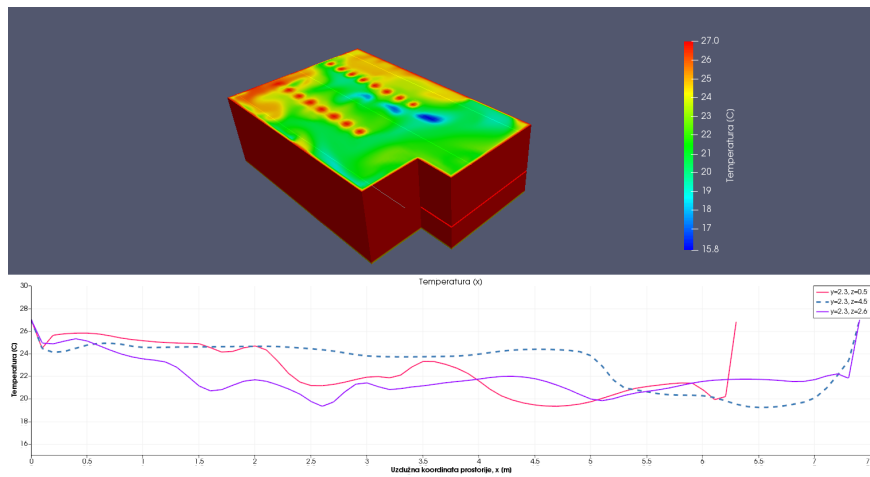 27.0
26
25
24
23
22
21
20
19
18
17
15.8
Temperatura (C)
Temperatura (x)
30
28
26
24
22
20
18
16
Temperatura (C)
y=2.3, z=0.5
y=2.3, z=4.5
y=2.3, z=2.6
0 0.5 1 1.5 2 2.5 3 3.5 4 4.5 5 5.5 6 6.5 7
Uzdužna koordinata prostorije, x (m)